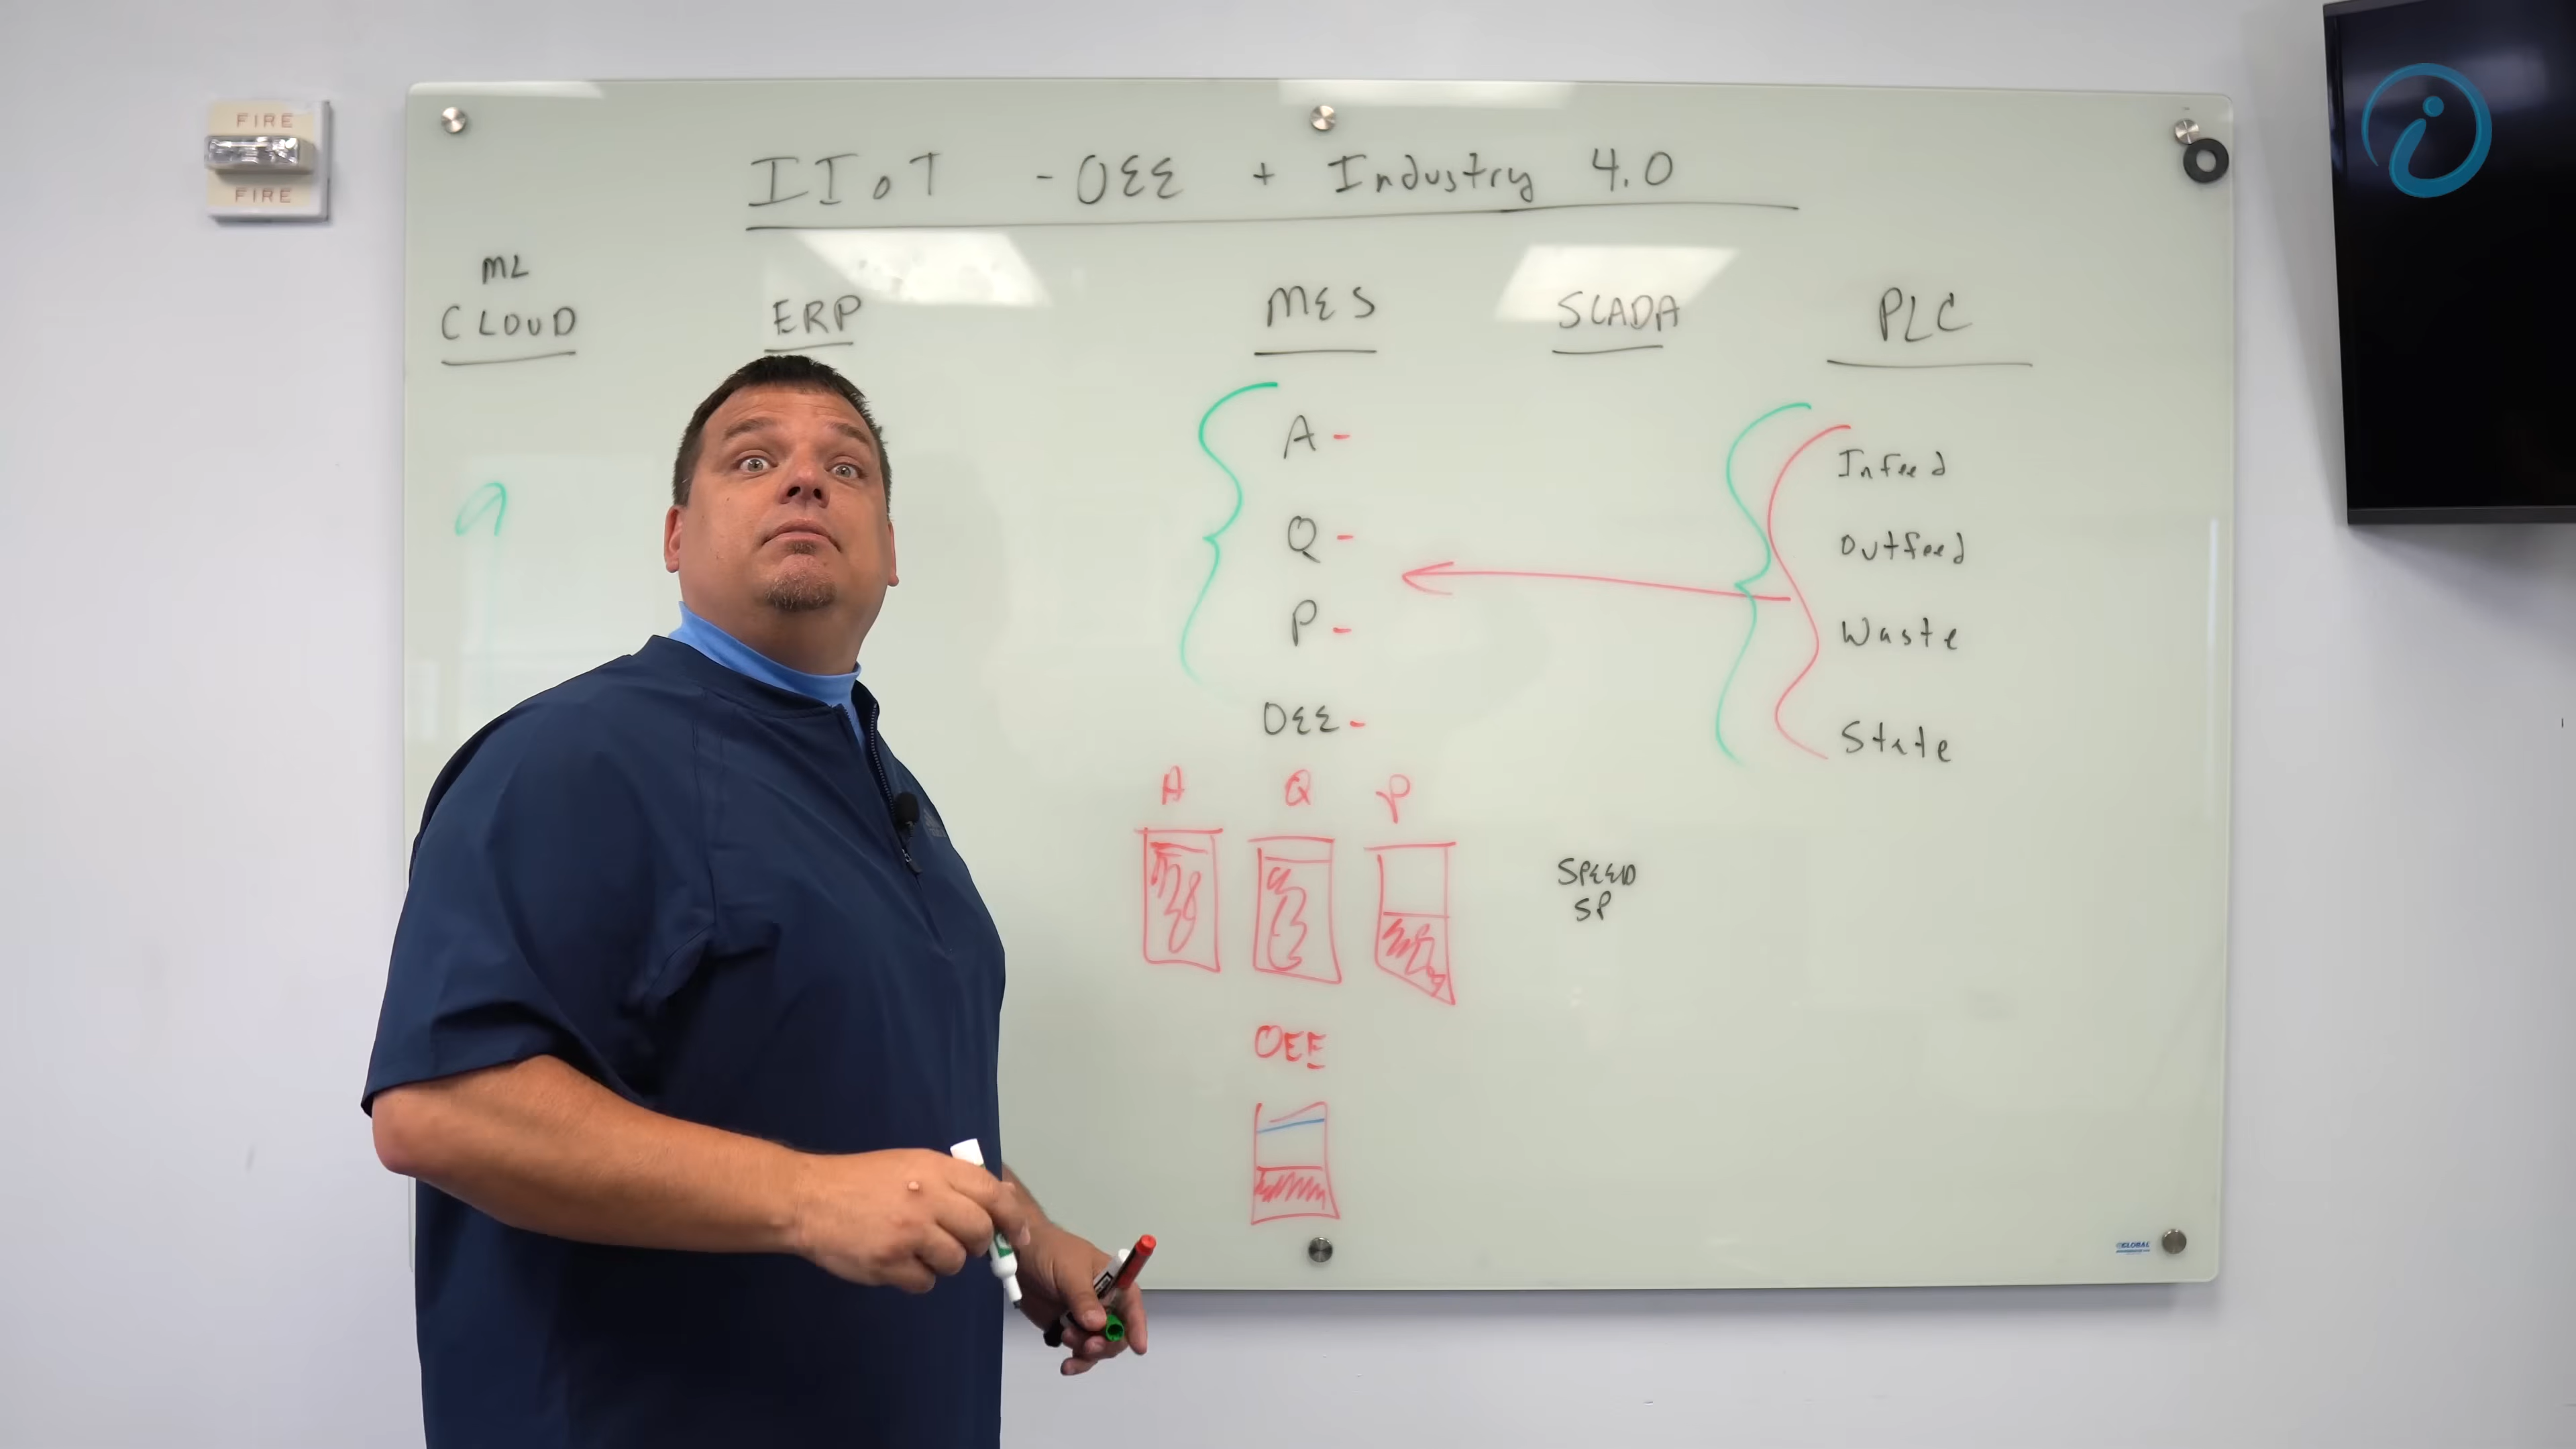 FIRE
FIRE
IIoT - OEE + Industry 4.0
ML
CLOUD
ERP
MES
SCADA
PLC
A -
Q -
P -
OEE -
Infeed
Outfeed
Waste
State
A Q P
SPEED
SP
OEE
GLOBAL